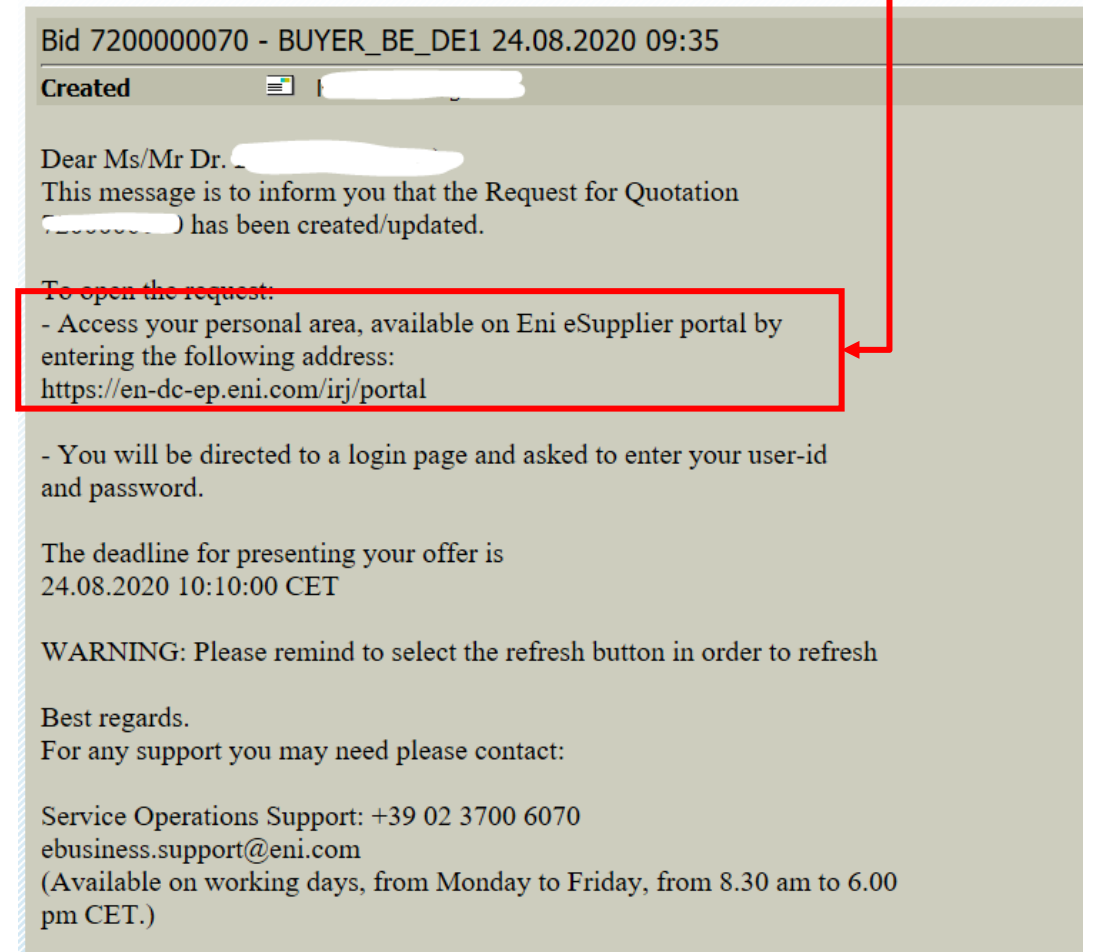 Bid 7200000070 - BUYER_BE_DE1 24.08.2020 09:35
Created
Dear Ms/Mr Dr.
This message is to inform you that the Request for Quotation
has been created/updated.
To open the request:
- Access your personal area, available on Eni eSupplier portal by
entering the following address:
https://en-dc-ep.eni.com/irj/portal
- You will be directed to a login page and asked to enter your user-id
and password.
The deadline for presenting your offer is
24.08.2020 10:10:00 CET
WARNING: Please remind to select the refresh button in order to refresh
Best regards.
For any support you may need please contact:
Service Operations Support: +39 02 3700 6070
ebusiness.support@eni.com
(Available on working days, from Monday to Friday, from 8.30 am to 6.00
pm CET.)